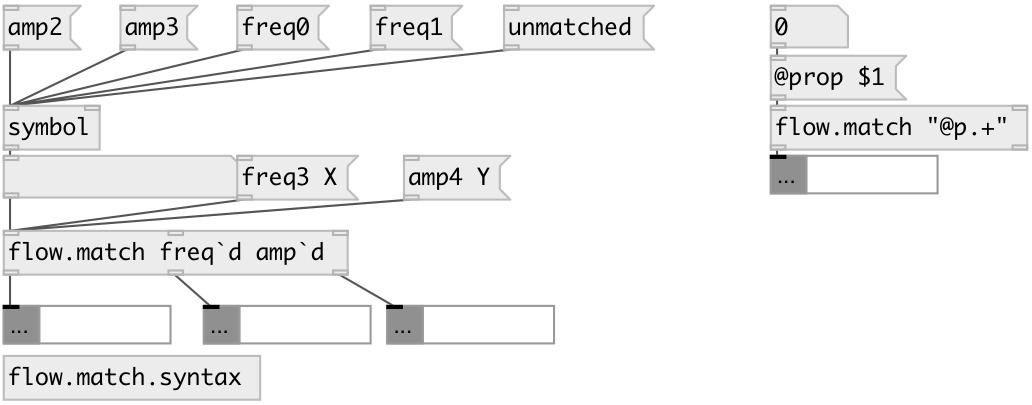 amp2
amp3
freq0
freq1
unmatched
symbol
freq3 X
amp4 Y
flow.match freq`d amp`d
...
...
...
flow.match.syntax
0
@prop $1
flow.match "@p.+"
...